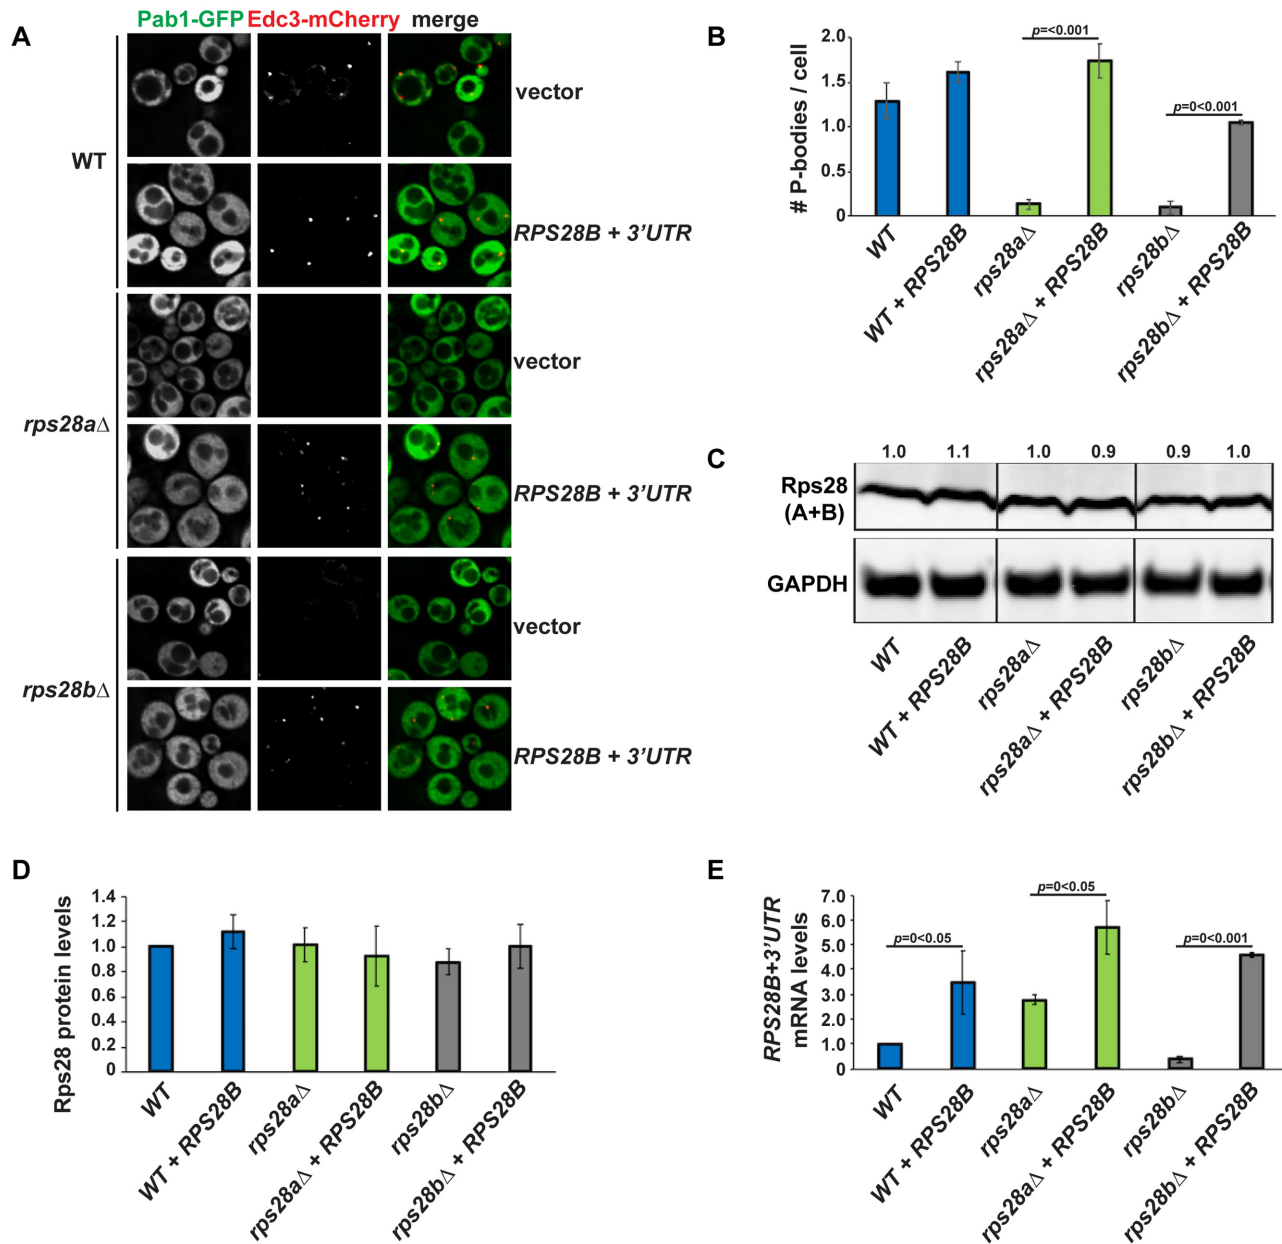 A
Pab1-GFP Edc3-mCherry merge
WT
vector
RPS28B + 3'UTR
rps28aΔ
vector
RPS28B + 3'UTR
rps28bΔ
vector
RPS28B + 3'UTR
B
# P-bodies / cell
2.0
1.5
1.0
0.5
0
p=<0.001
p=0<0.001
WT
WT + RPS28B
rps28aΔ
rps28aΔ + RPS28B
rps28bΔ
rps28bΔ + RPS28B
C
1.0 1.1 1.0 0.9 0.9 1.0
Rps28
(A+B)
GAPDH
WT
WT + RPS28B
rps28aΔ
rps28aΔ + RPS28B
rps28bΔ
rps28bΔ + RPS28B
D
Rps28 protein levels
1.4
1.2
1.0
0.8
0.6
0.4
0.2
0
WT
WT + RPS28B
rps28aΔ
rps28aΔ + RPS28B
rps28bΔ
rps28bΔ + RPS28B
E
RPS28B+3'UTR
mRNA levels
7.0
6.0
5.0
4.0
3.0
2.0
1.0
0
p=0<0.05
p=0<0.05
p=0<0.001
WT
WT + RPS28B
rps28aΔ
rps28aΔ + RPS28B
rps28bΔ
rps28bΔ + RPS28B